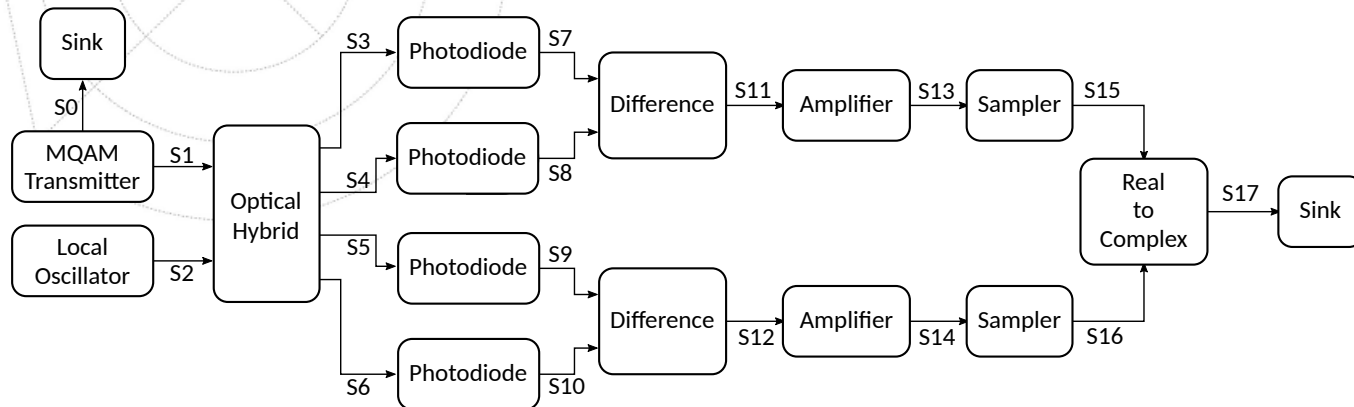 Sink
S0
MQAM
Transmitter
S1
Local
Oscillator
S2
Optical
Hybrid
S3
S4
S5
S6
Photodiode
Photodiode
Photodiode
Photodiode
S7
S8
S9
S10
Difference
Difference
S11
S12
Amplifier
Amplifier
S13
S14
Sampler
Sampler
S15
S16
Real
to
Complex
S17
Sink